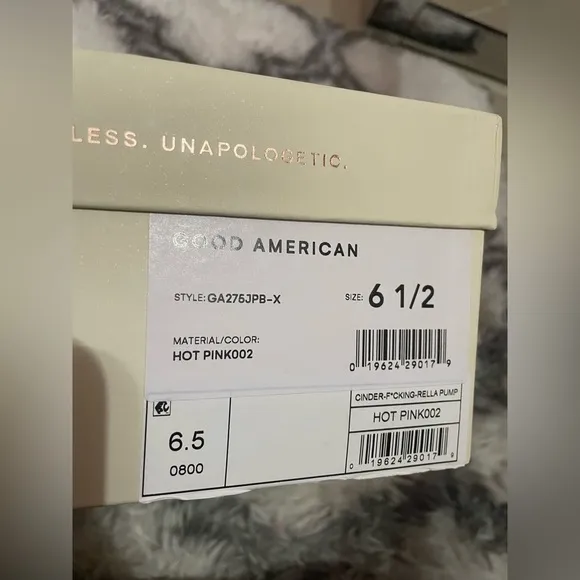 LESS. UNAPOLOGETIC.
GOOD AMERICAN
STYLE: GA275JPB-X
SIZE: 6 1/2
MATERIAL/COLOR:
HOT PINK002
0 19624 29017 9
CINDER-F*CKING-RELLA PUMP
6.5
HOT PINK002
0800
0 19624 29017 9